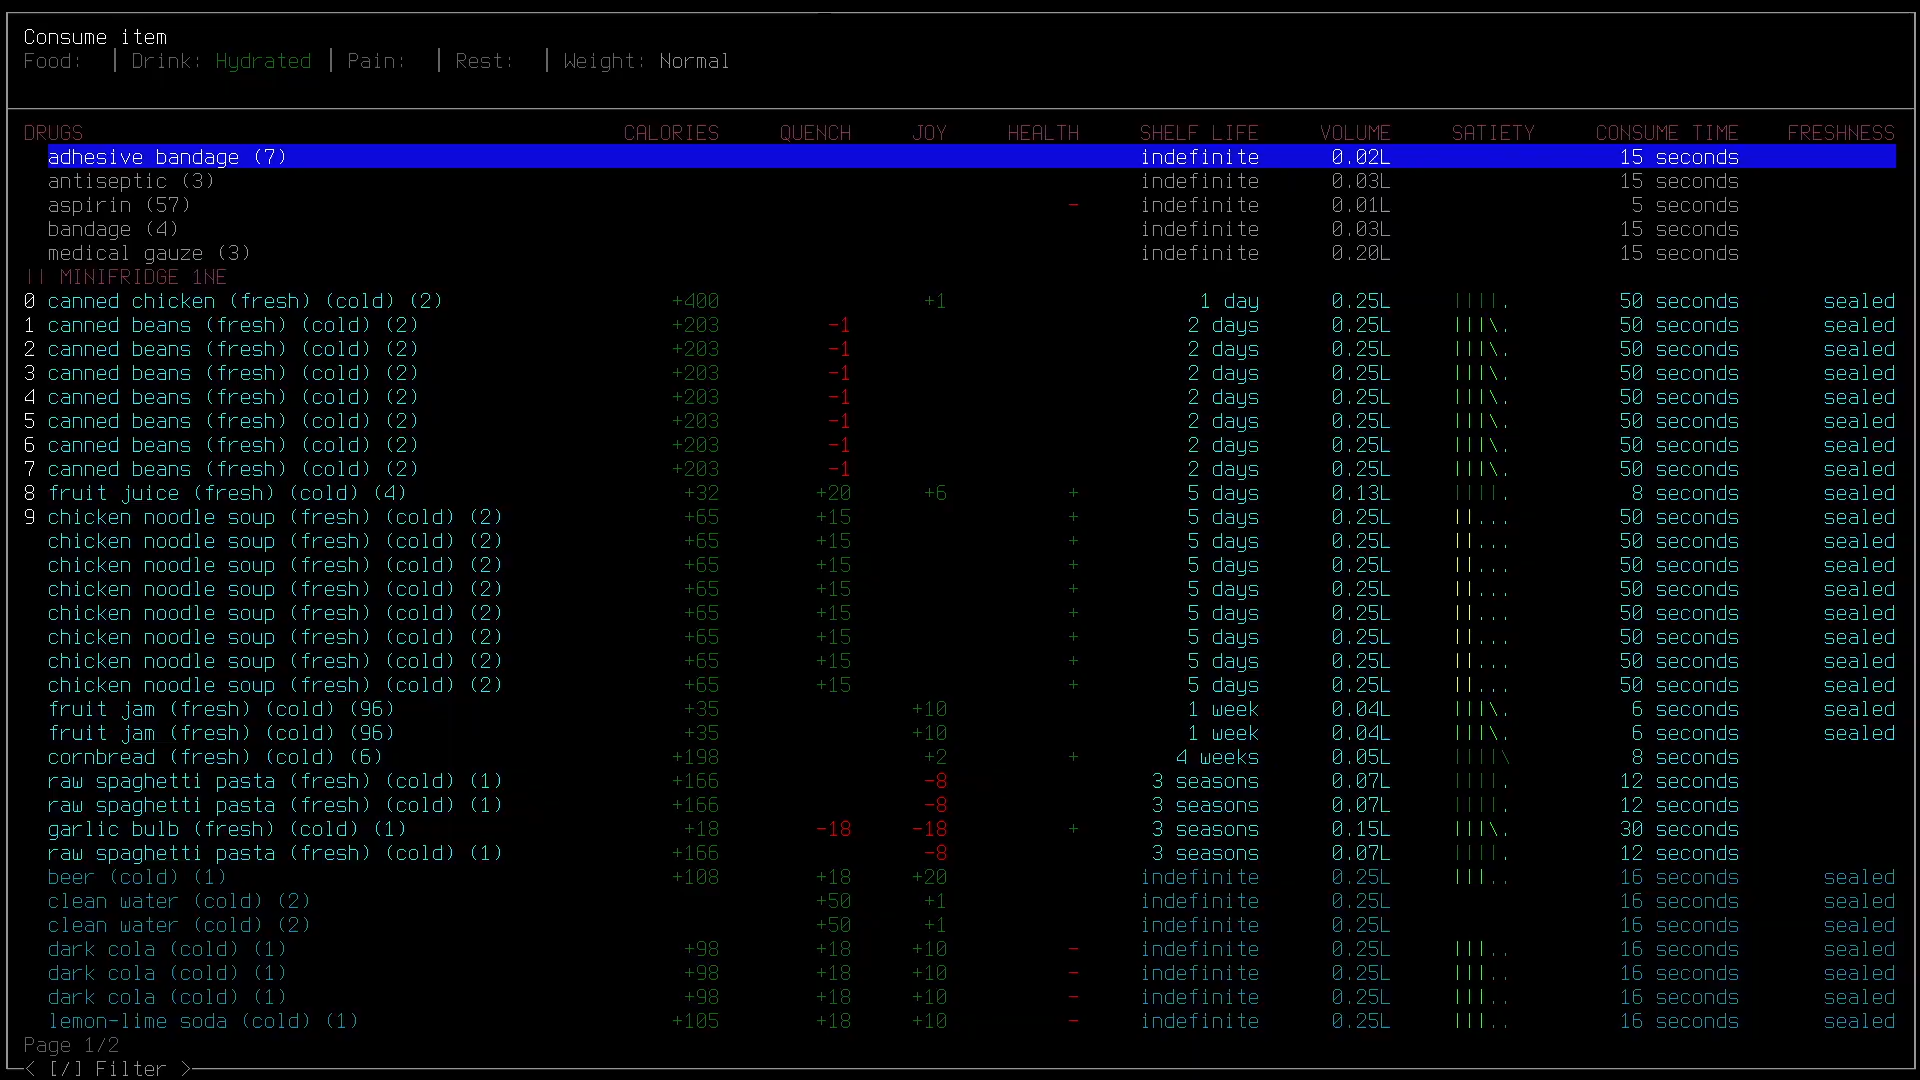 Consume item
Food: | Drink: Hydrated | Pain: | Rest: | Weight: Normal
DRUGS CALORIES QUENCH JOY HEALTH SHELF LIFE VOLUME SATIETY CONSUME TIME FRESHNESS
adhesive bandage (7) indefinite 0.02L 15 seconds
antiseptic (3) indefinite 0.03L 15 seconds
aspirin (57) - indefinite 0.01L 5 seconds
bandage (4) indefinite 0.03L 15 seconds
medical gauze (3) indefinite 0.20L 15 seconds
|| MINIFRIDGE 1NE
0 canned chicken (fresh) (cold) (2) +400 +1 1 day 0.25L ||||. 50 seconds sealed
1 canned beans (fresh) (cold) (2) +203 -1 2 days 0.25L |||\. 50 seconds sealed
2 canned beans (fresh) (cold) (2) +203 -1 2 days 0.25L |||\. 50 seconds sealed
3 canned beans (fresh) (cold) (2) +203 -1 2 days 0.25L |||\. 50 seconds sealed
4 canned beans (fresh) (cold) (2) +203 -1 2 days 0.25L |||\. 50 seconds sealed
5 canned beans (fresh) (cold) (2) +203 -1 2 days 0.25L |||\. 50 seconds sealed
6 canned beans (fresh) (cold) (2) +203 -1 2 days 0.25L |||\. 50 seconds sealed
7 canned beans (fresh) (cold) (2) +203 -1 2 days 0.25L |||\. 50 seconds sealed
8 fruit juice (fresh) (cold) (4) +32 +20 +6 + 5 days 0.13L ||||. 8 seconds sealed
9 chicken noodle soup (fresh) (cold) (2) +65 +15 + 5 days 0.25L ||... 50 seconds sealed
chicken noodle soup (fresh) (cold) (2) +65 +15 + 5 days 0.25L ||... 50 seconds sealed
chicken noodle soup (fresh) (cold) (2) +65 +15 + 5 days 0.25L ||... 50 seconds sealed
chicken noodle soup (fresh) (cold) (2) +65 +15 + 5 days 0.25L ||... 50 seconds sealed
chicken noodle soup (fresh) (cold) (2) +65 +15 + 5 days 0.25L ||... 50 seconds sealed
chicken noodle soup (fresh) (cold) (2) +65 +15 + 5 days 0.25L ||... 50 seconds sealed
chicken noodle soup (fresh) (cold) (2) +65 +15 + 5 days 0.25L ||... 50 seconds sealed
chicken noodle soup (fresh) (cold) (2) +65 +15 + 5 days 0.25L ||... 50 seconds sealed
fruit jam (fresh) (cold) (96) +35 +10 1 week 0.04L |||\. 6 seconds sealed
fruit jam (fresh) (cold) (96) +35 +10 1 week 0.04L |||\. 6 seconds sealed
cornbread (fresh) (cold) (6) +198 +2 + 4 weeks 0.05L ||||\ 8 seconds
raw spaghetti pasta (fresh) (cold) (1) +166 -8 3 seasons 0.07L ||||. 12 seconds
raw spaghetti pasta (fresh) (cold) (1) +166 -8 3 seasons 0.07L ||||. 12 seconds
garlic bulb (fresh) (cold) (1) +18 -18 -18 + 3 seasons 0.15L |||\. 30 seconds
raw spaghetti pasta (fresh) (cold) (1) +166 -8 3 seasons 0.07L ||||. 12 seconds
beer (cold) (1) +108 +18 +20 indefinite 0.25L |||.. 16 seconds sealed
clean water (cold) (2) +50 +1 indefinite 0.25L 16 seconds sealed
clean water (cold) (2) +50 +1 indefinite 0.25L 16 seconds sealed
dark cola (cold) (1) +98 +18 +10 - indefinite 0.25L |||.. 16 seconds sealed
dark cola (cold) (1) +98 +18 +10 - indefinite 0.25L |||.. 16 seconds sealed
dark cola (cold) (1) +98 +18 +10 - indefinite 0.25L |||.. 16 seconds sealed
lemon-lime soda (cold) (1) +105 +18 +10 - indefinite 0.25L |||.. 16 seconds sealed
Page 1/2
< [/] Filter >